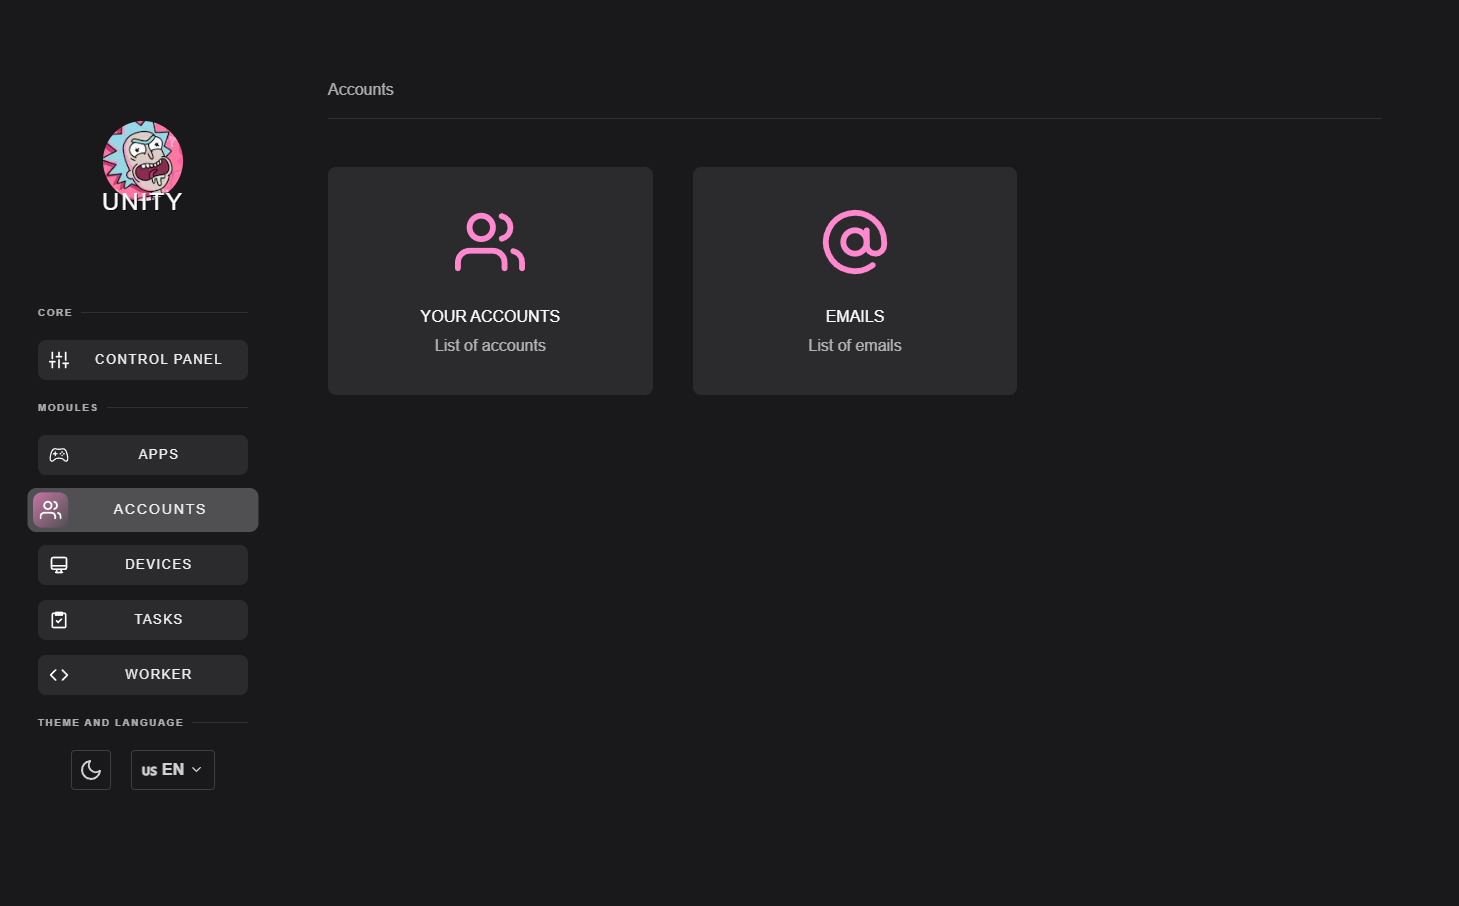 Accounts
UNITY
CORE
CONTROL PANEL
MODULES
APPS
ACCOUNTS
DEVICES
TASKS
WORKER
THEME AND LANGUAGE
US EN
YOUR ACCOUNTS
List of accounts
EMAILS
List of emails